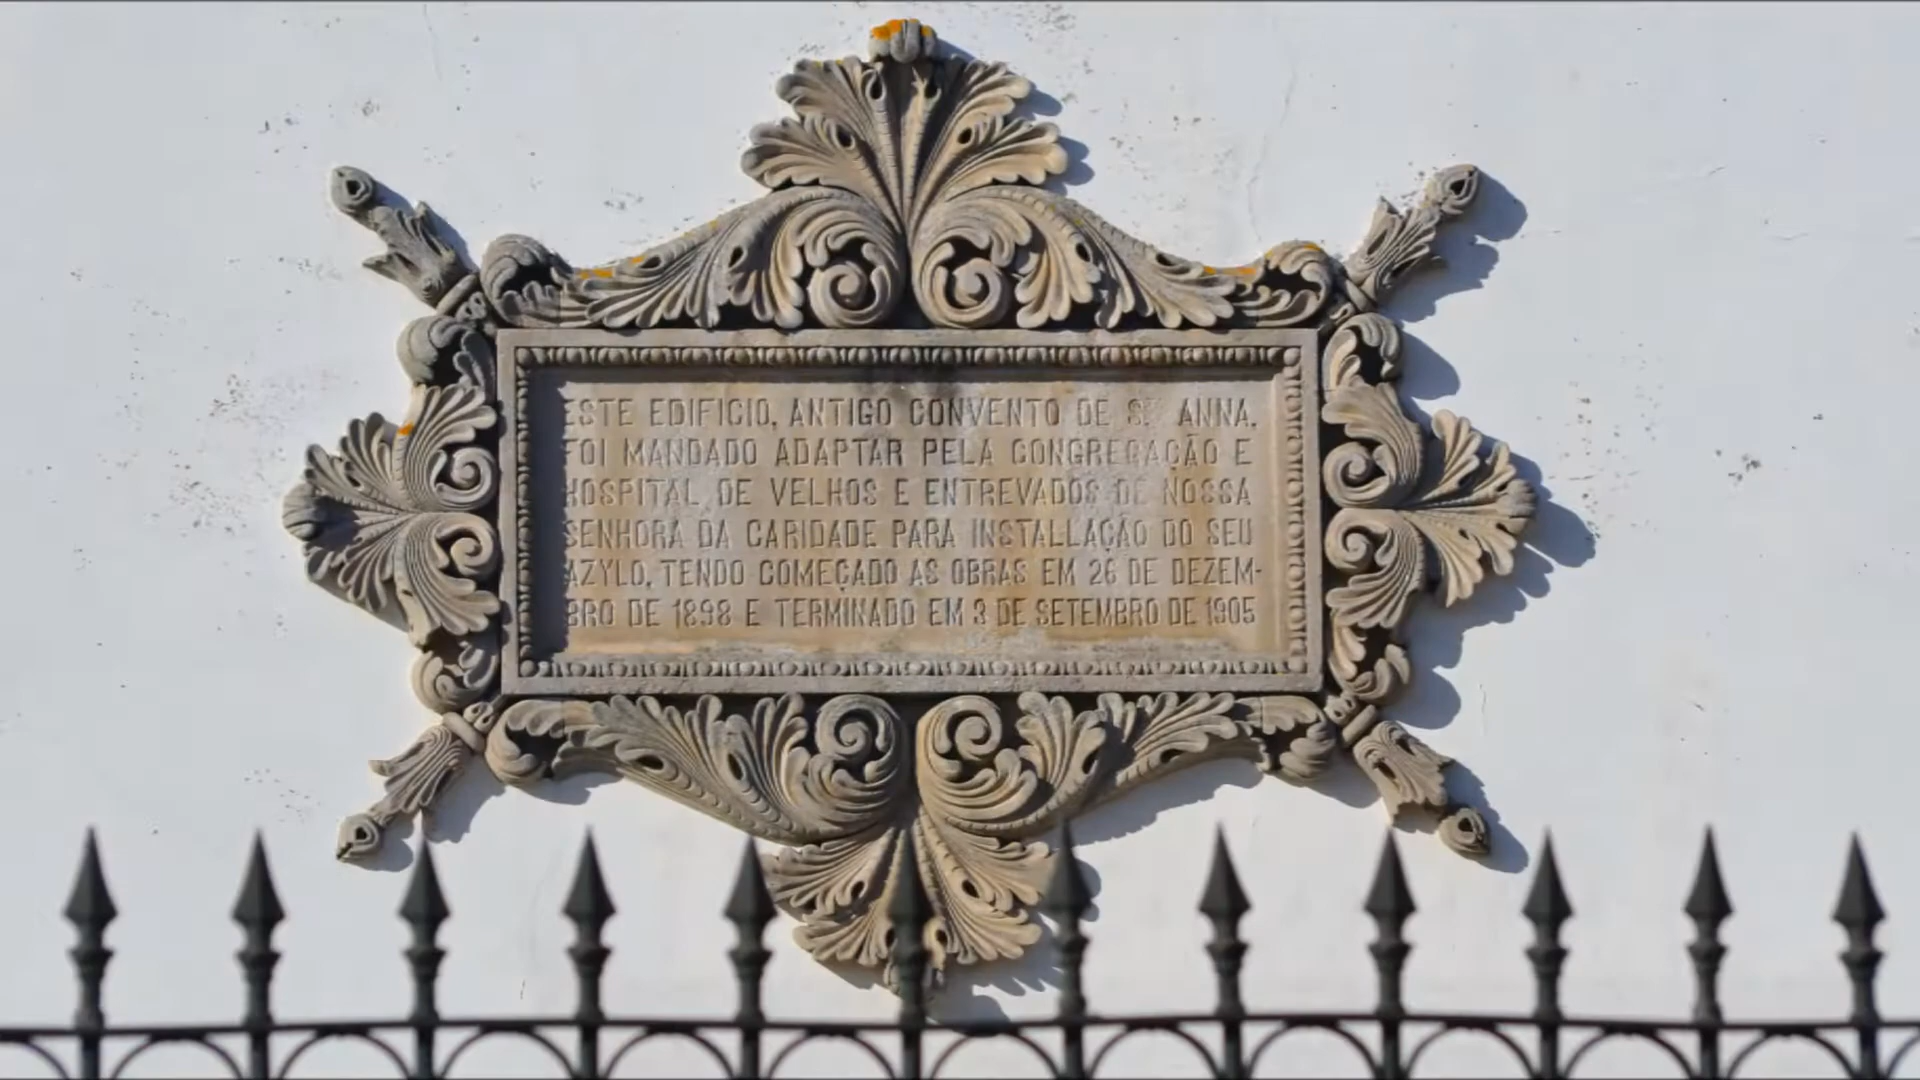 ESTE EDIFICIO, ANTIGO CONVENTO DE STA ANNA,
FOI MANDADO ADAPTAR PELA CONGREGAÇÃO E
HOSPITAL DE VELHOS E ENTREVADOS DE NOSSA
SENHORA DA CARIDADE PARA INSTALLAÇÃO DO SEU
AZYLO, TENDO COMEÇADO AS OBRAS EM 26 DE DEZEM-
BRO DE 1898 E TERMINADO EM 3 DE SETEMBRO DE 1905